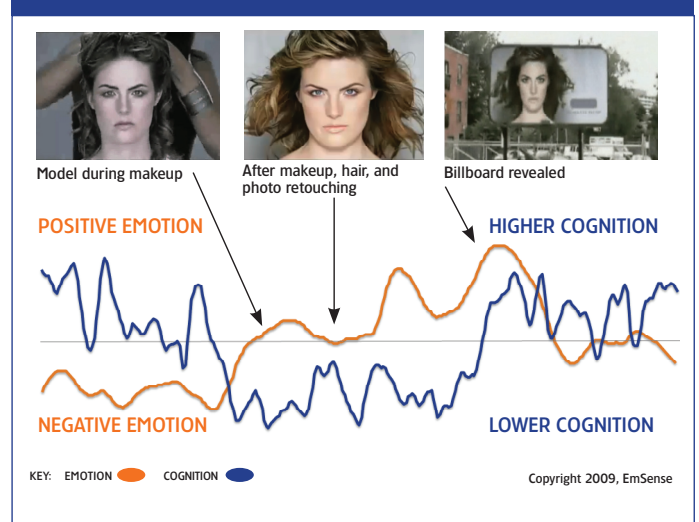 Model during makeup
After makeup, hair, and
photo retouching
Billboard revealed
POSITIVE EMOTION
HIGHER COGNITION
NEGATIVE EMOTION
LOWER COGNITION
KEY: EMOTION COGNITION
Copyright 2009, EmSense